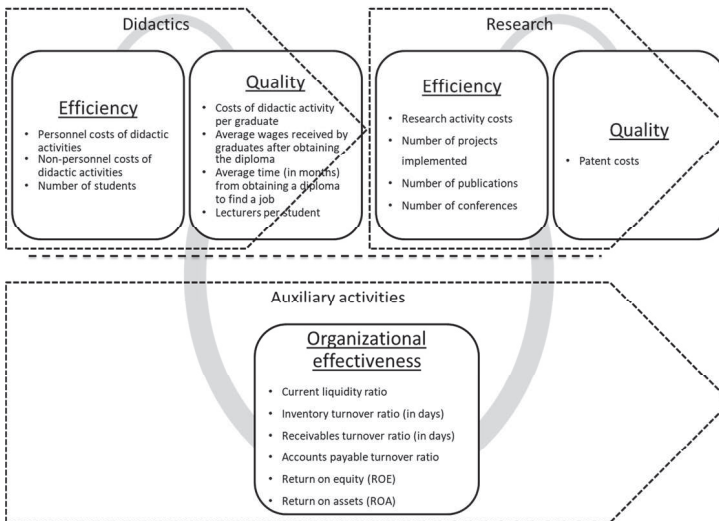 Didactics
Efficiency
• Personnel costs of didactic
activities
• Non-personnel costs of
didactic activities
• Number of students
Quality
• Costs of didactic activity
per graduate
• Average wages received by
graduates after obtaining
the diploma
• Average time (in months)
from obtaining a diploma
to find a job
• Lecturers per student
Research
Efficiency
• Research activity costs
• Number of projects
implemented
• Number of publications
• Number of conferences
Quality
• Patent costs
Auxiliary activities
Organizational
effectiveness
• Current liquidity ratio
• Inventory turnover ratio (in days)
• Receivables turnover ratio (in days)
• Accounts payable turnover ratio
• Return on equity (ROE)
• Return on assets (ROA)